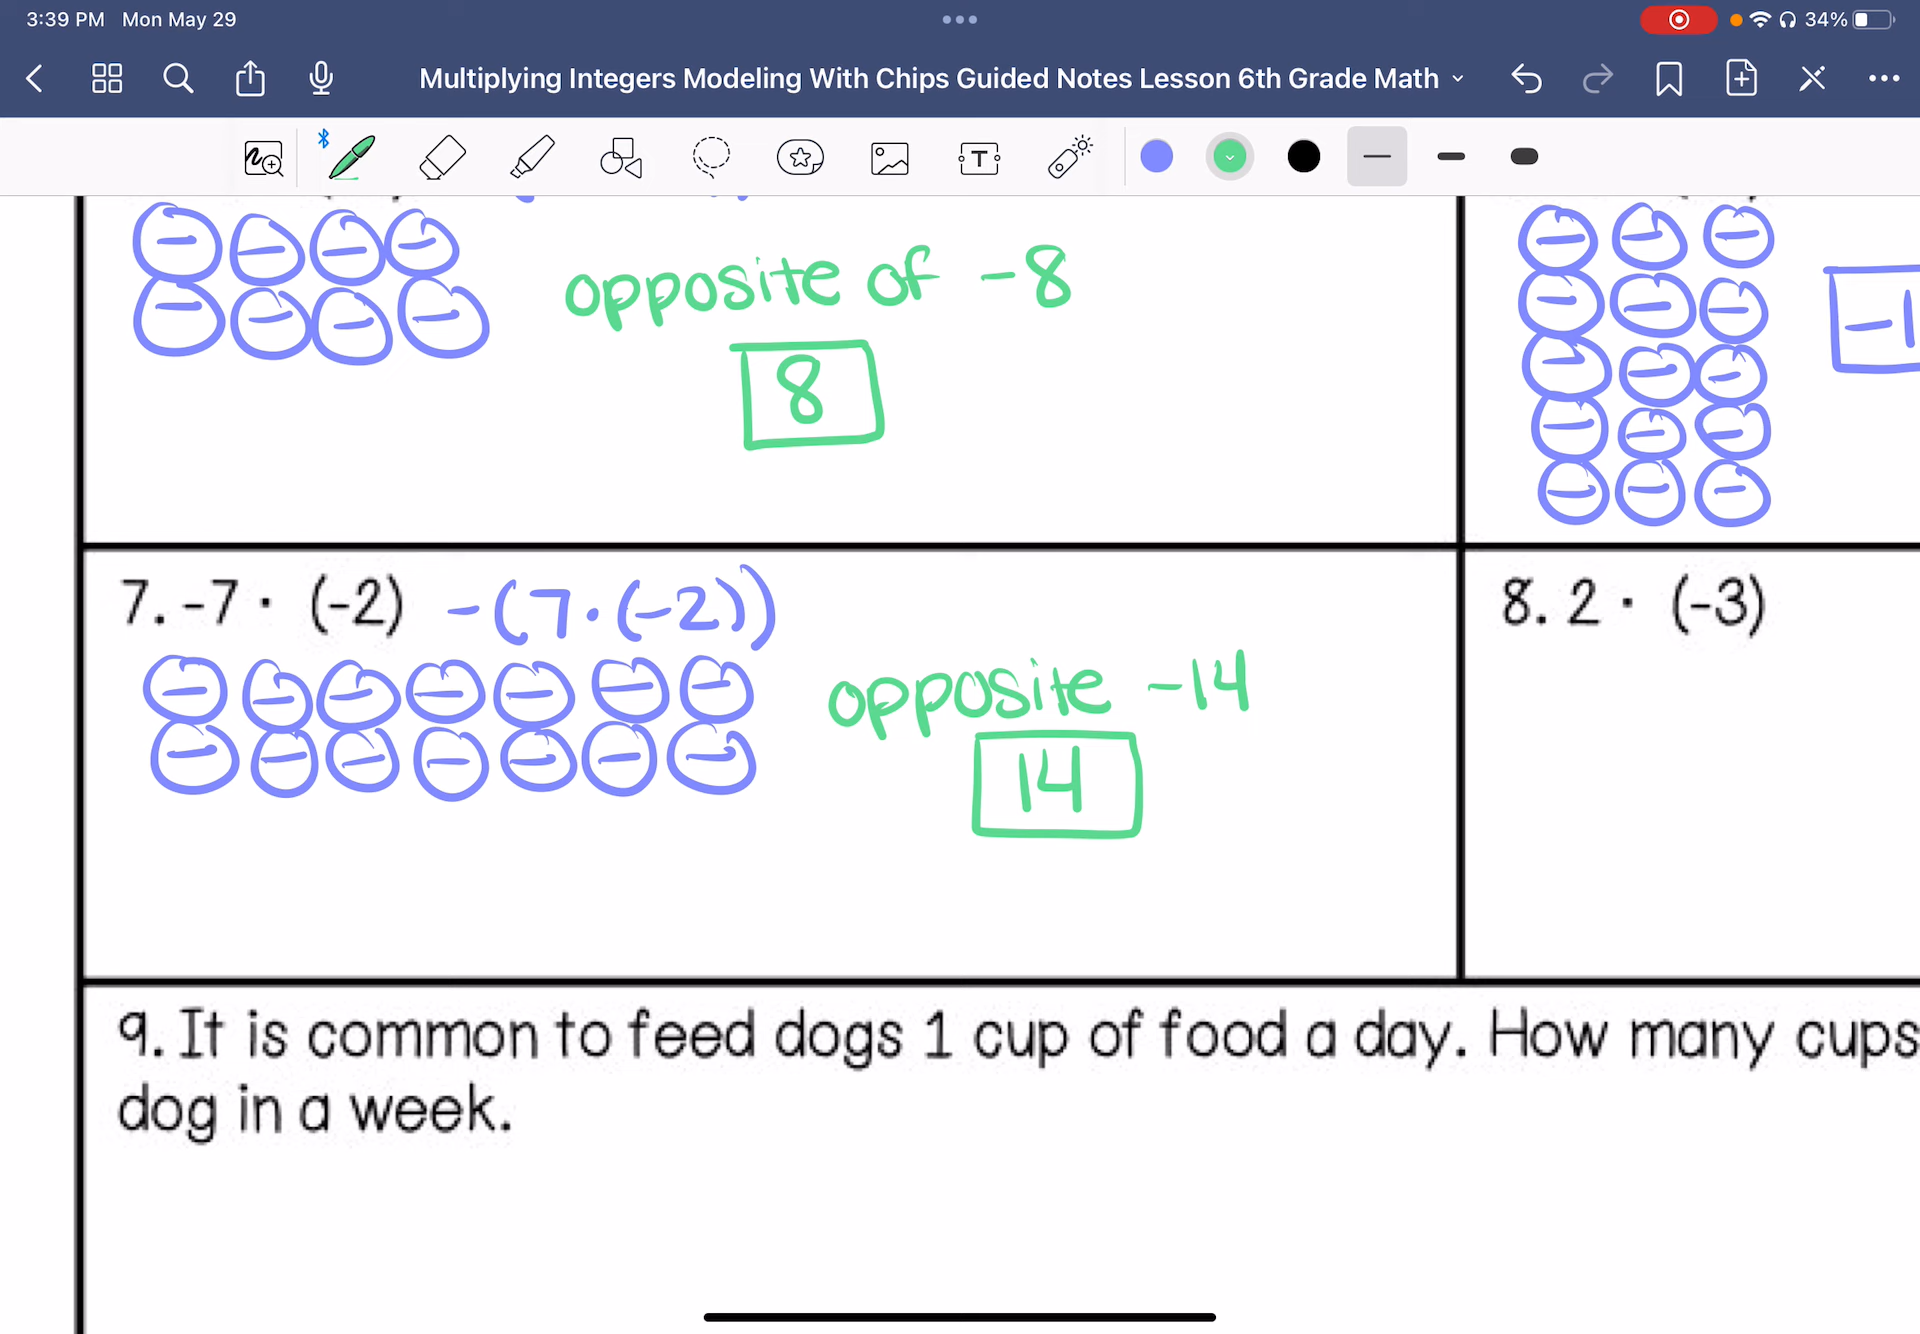 3:39 PM Mon May 29
34%
Multiplying Integers Modeling With Chips Guided Notes Lesson 6th Grade Math
T
opposite of -8
8
-1
7. -7 · (-2) -(7·(-2))
opposite -14
14
8. 2 · (-3)
9. It is common to feed dogs 1 cup of food a day. How many cups
dog in a week.